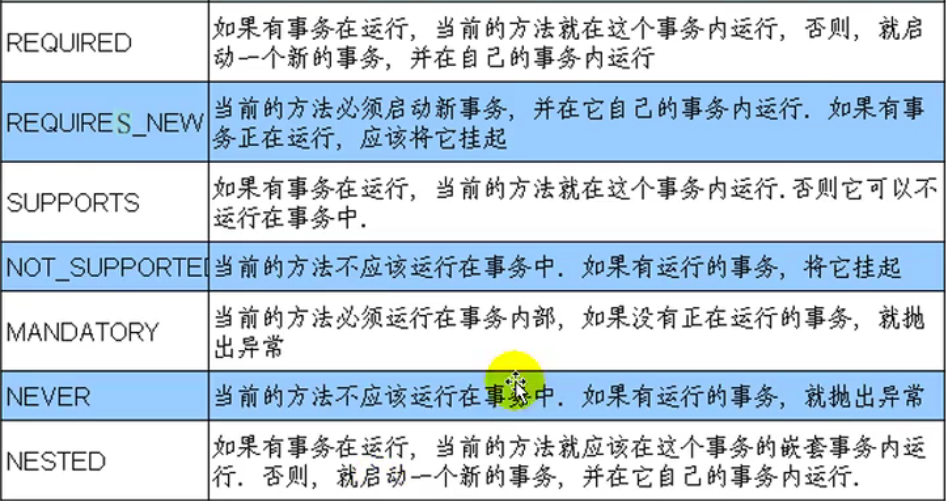 REQUIRED
如果有事务在运行，当前的方法就在这个事务内运行，否则，就启
动一个新的事务，并在自己的事务内运行
REQUIRES_NEW
当前的方法必须启动新事务，并在它自己的事务内运行．如果有事
务正在运行，应该将它挂起
SUPPORTS
如果有事务在运行，当前的方法就在这个事务内运行．否则它可以不
运行在事务中．
NOT_SUPPORTE
当前的方法不应该运行在事务中．如果有运行的事务，将它挂起
MANDATORY
当前的方法必须运行在事务内部，如果没有正在运行的事务，就抛
出异常
NEVER
当前的方法不应该运行在事务中．如果有运行的事务，就抛出异常
NESTED
如果有事务在运行，当前的方法就应该在这个事务的嵌套事务内运
行．否则，就启动一个新的事务，并在它自己的事务内运行．